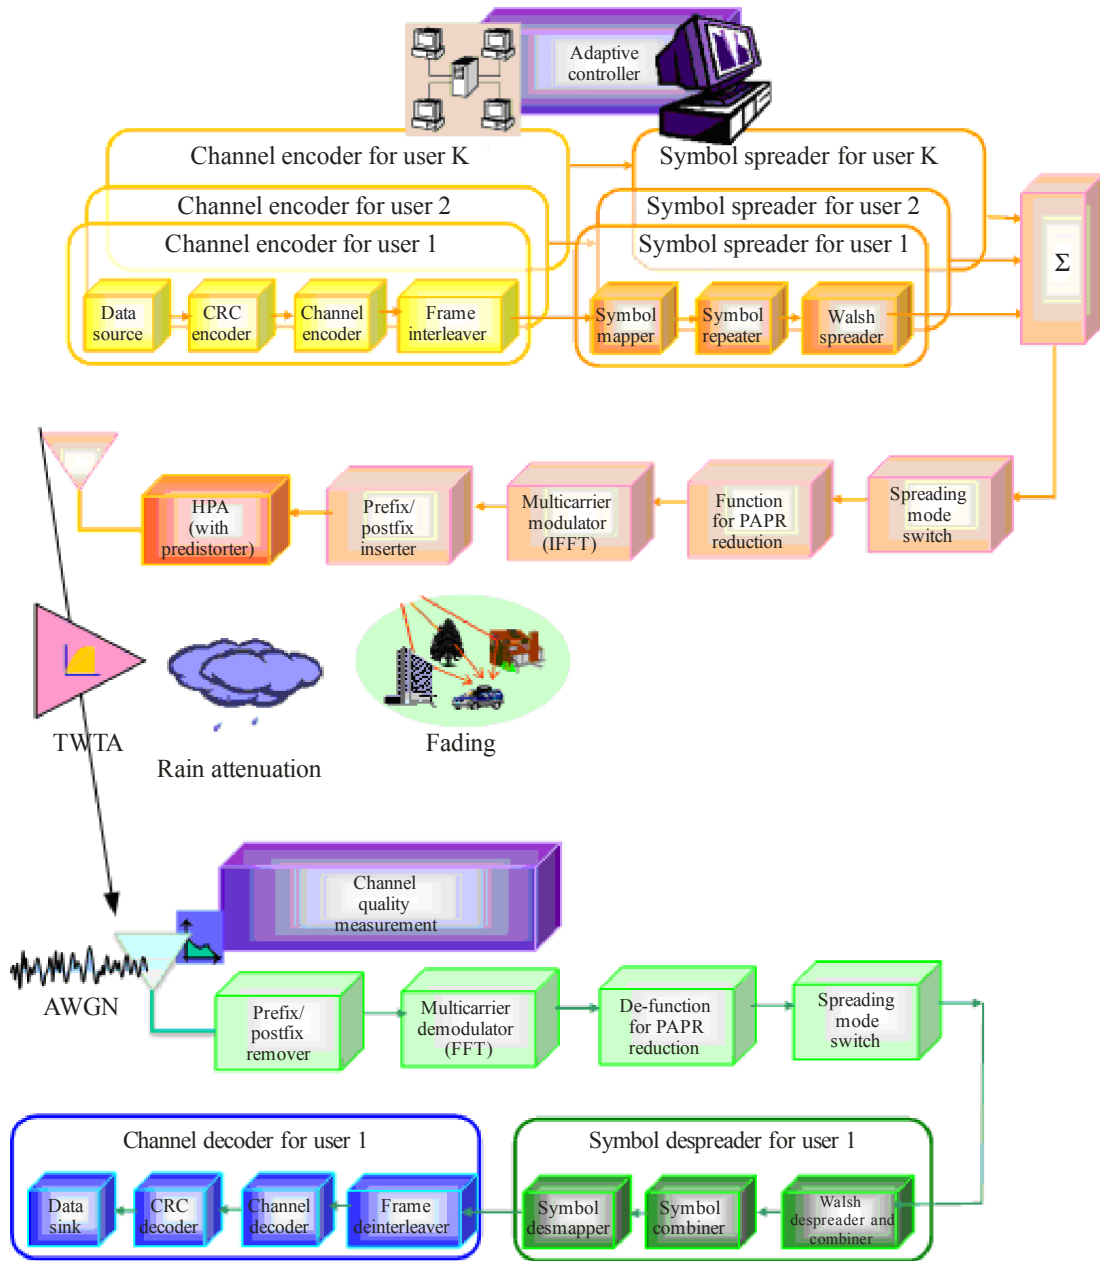 Adaptive
controller
Channel encoder for user K
Symbol spreader for user K
Channel encoder for user 2
Symbol spreader for user 2
Channel encoder for user 1
Symbol spreader for user 1
Data
source
CRC
encoder
Channel
encoder
Frame
interleaver
Symbol
mapper
Symbol
repeater
Walsh
spreader
Σ
HPA
(with
predistorter)
Prefix/
postfix
inserter
Multicarrier
modulator
(IFFT)
Function
for PAPR
reduction
Spreading
mode
switch
TWTA
Rain attenuation
Fading
Channel
quality
measurement
AWGN
Prefix/
postfix
remover
Multicarrier
demodulator
(FFT)
De-function
for PAPR
reduction
Spreading
mode
switch
Channel decoder for user 1
Symbol despreader for user 1
Data
sink
CRC
decoder
Channel
decoder
Frame
deinterleaver
Symbol
desmapper
Symbol
combiner
Walsh
despreader and
combiner